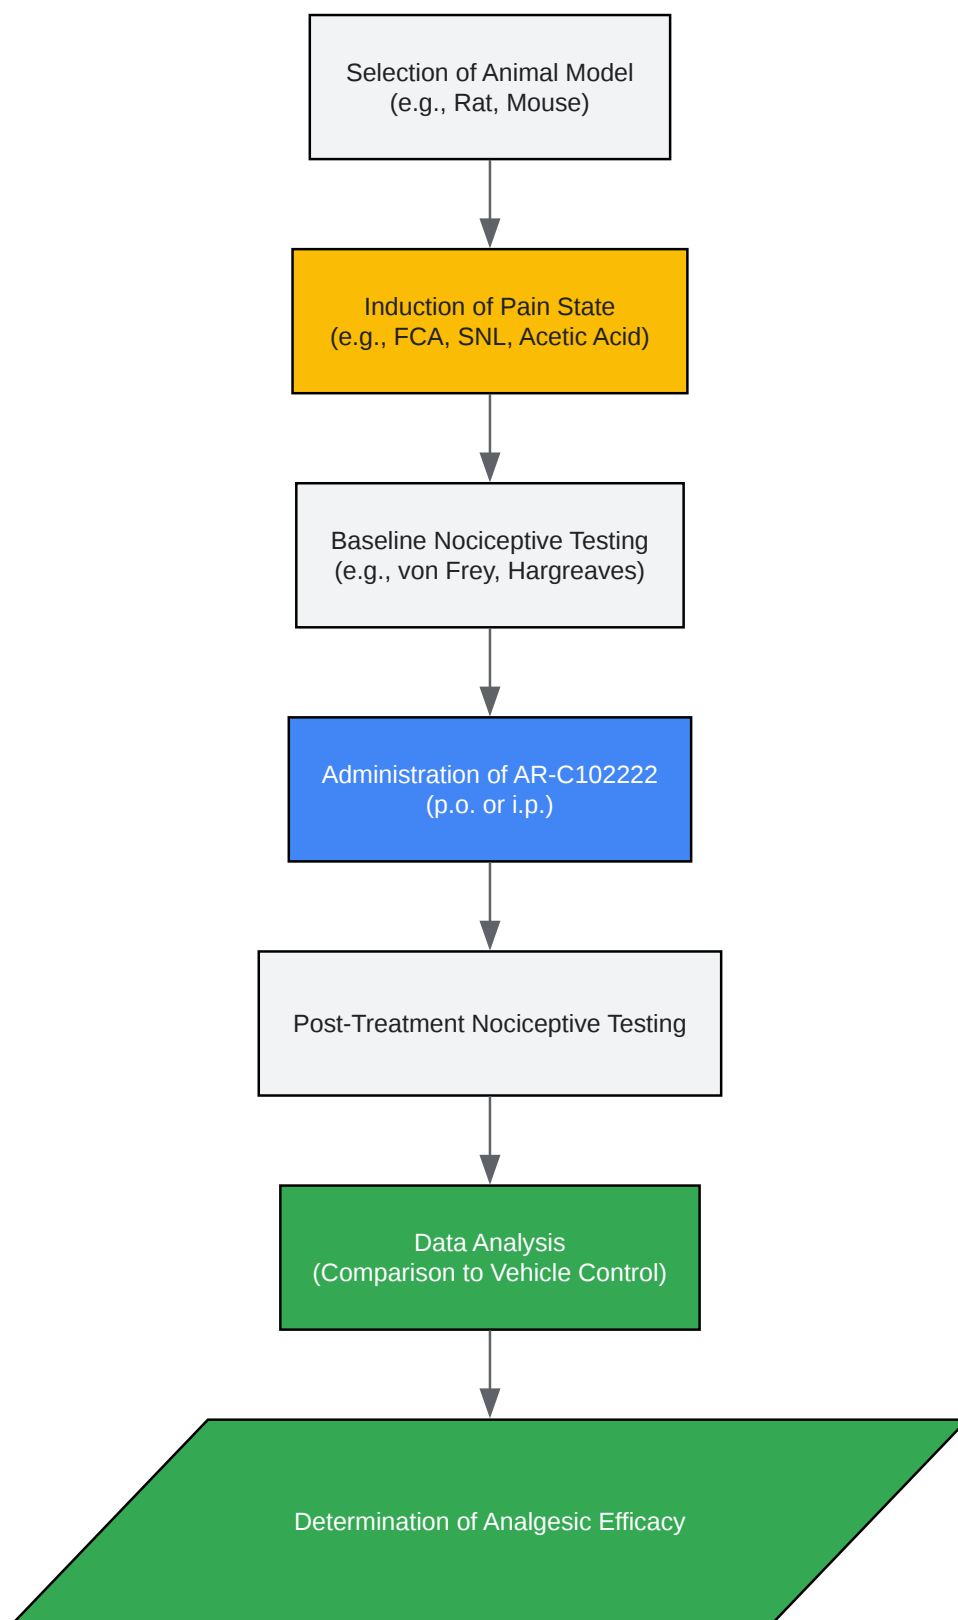 Selection of Animal Model
(e.g., Rat, Mouse)
Induction of Pain State
(e.g., FCA, SNL, Acetic Acid)
Baseline Nociceptive Testing
(e.g., von Frey, Hargreaves)
Administration of AR-C102222
(p.o. or i.p.)
Post-Treatment Nociceptive Testing
Data Analysis
(Comparison to Vehicle Control)
Determination of Analgesic Efficacy